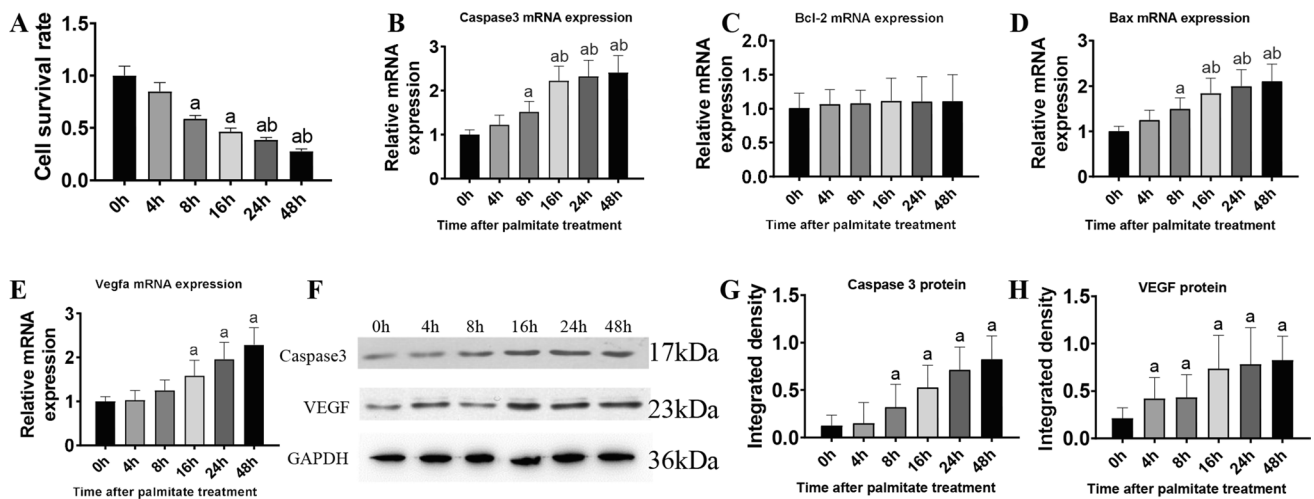 A
Cell survival rate
1.5
1.0
0.5
0.0
a
a
ab
ab
0h
4h
8h
16h
24h
48h
B
Caspase3 mRNA expression
Relative mRNA
expression
3
2
1
0
a
ab
ab
ab
0h
4h
8h
16h
24h
48h
Time after palmitate treatment
C
Bcl-2 mRNA expression
Relative mRNA
expression
2.0
1.5
1.0
0.5
0.0
0h
4h
8h
16h
24h
48h
Time after palmitate treatment
D
Bax mRNA expression
Relative mRNA
expression
3
2
1
0
a
ab
ab
ab
0h
4h
8h
16h
24h
48h
Time after palmitate treatment
E
Vegfa mRNA expression
Relative mRNA
expression
3
2
1
0
a
a
a
0h
4h
8h
16h
24h
48h
Time after palmitate treatment
F
0h 4h 8h 16h 24h 48h
Caspase3 17kDa
VEGF 23kDa
GAPDH 36kDa
G
Caspase 3 protein
Integrated density
1.5
1.0
0.5
0.0
a
a
a
a
0h
4h
8h
16h
24h
48h
Time after palmitate treatment
H
VEGF protein
Integrated density
1.5
1.0
0.5
0.0
a
a
a
a
a
0h
4h
8h
16h
24h
48h
Time after palmitate treatment